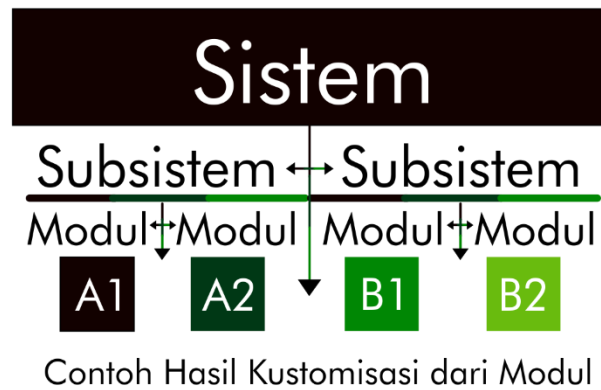 Sistem
Subsistem Subsistem
Modul Modul Modul Modul
A1 A2 B1 B2
Contoh Hasil Kustomisasi dari Modul